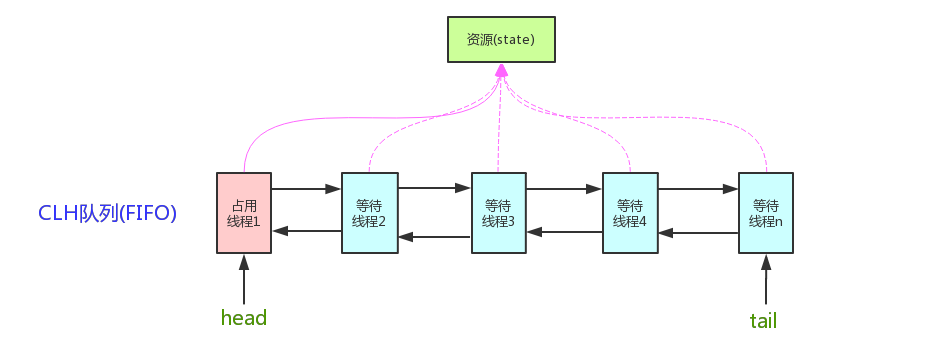 资源(state)
CLH队列(FIFO)
占用
线程1
等待
线程2
等待
线程3
等待
线程4
等待
线程n
head
tail